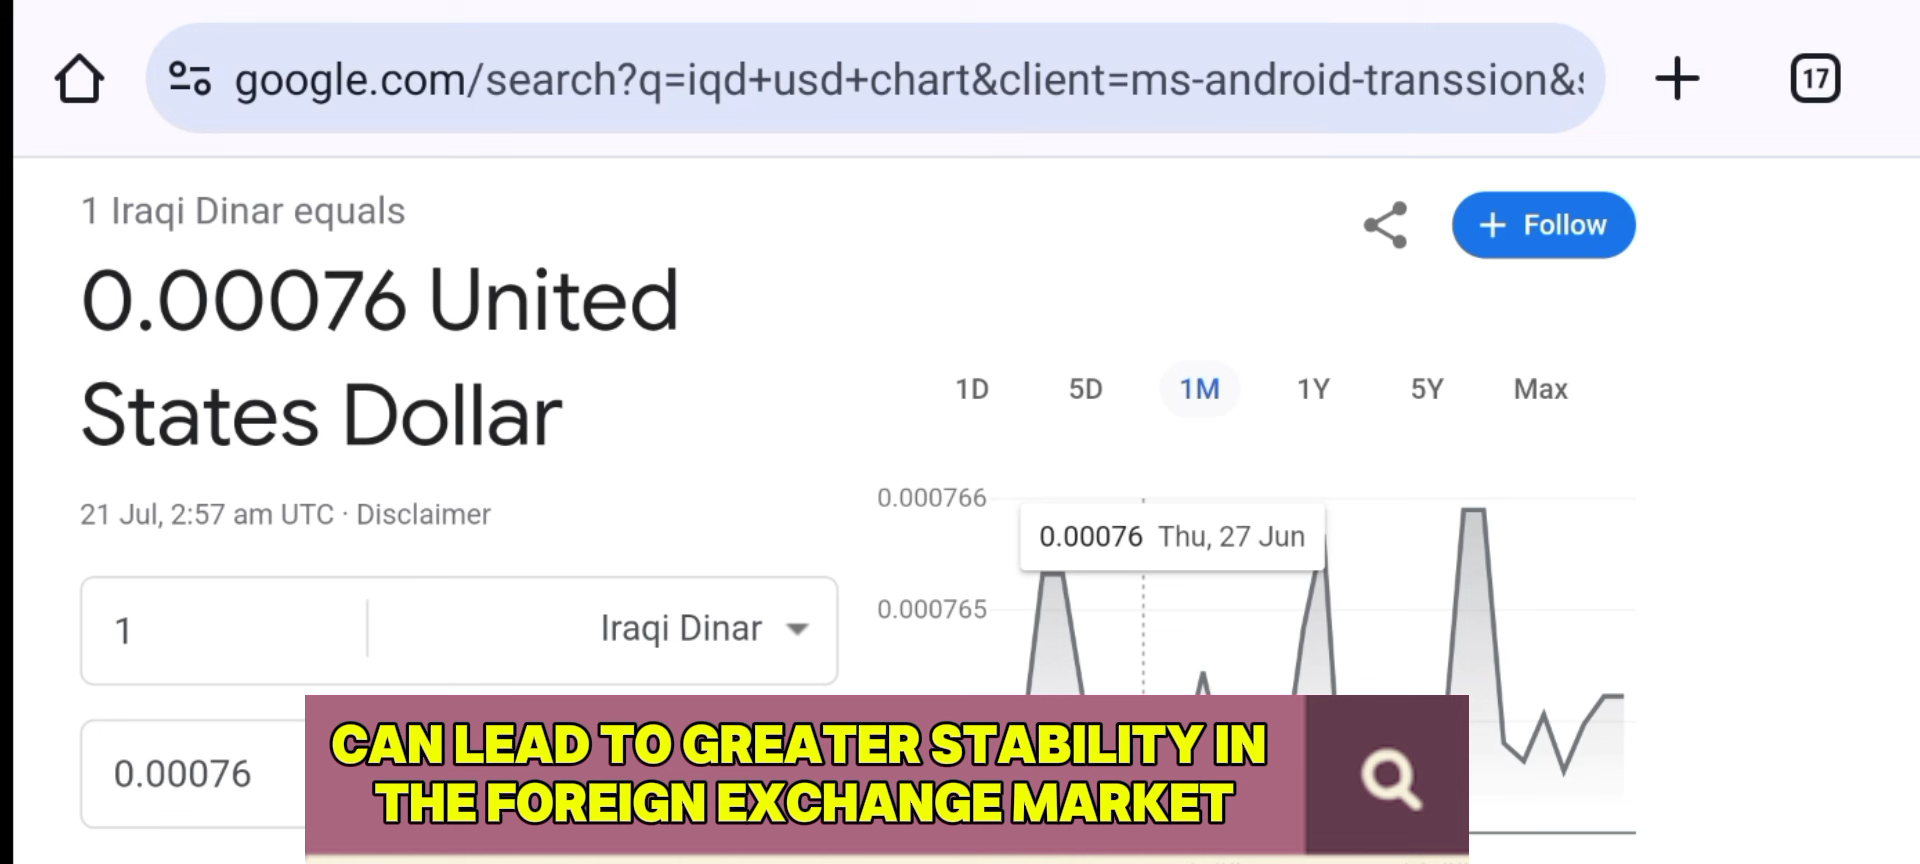 google.com/search?q=iqd+usd+chart&client=ms-android-transsion&
17
1 Iraqi Dinar equals
0.00076 United
States Dollar
21 Jul, 2:57 am UTC · Disclaimer
+ Follow
1D 5D 1M 1Y 5Y Max
0.000766
0.00076 Thu, 27 Jun
0.000765
1 Iraqi Dinar
0.00076
CAN LEAD TO GREATER STABILITY IN
THE FOREIGN EXCHANGE MARKET